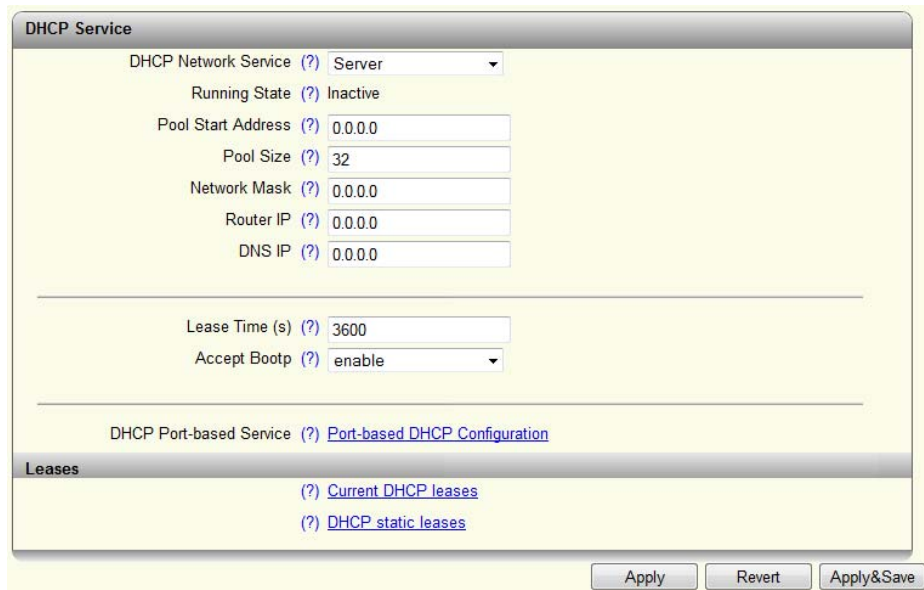 DHCP Service
DHCP Network Service (?) Server
Running State (?) Inactive
Pool Start Address (?) 0.0.0.0
Pool Size (?) 32
Network Mask (?) 0.0.0.0
Router IP (?) 0.0.0.0
DNS IP (?) 0.0.0.0
Lease Time (s) (?) 3600
Accept Bootp (?) enable
DHCP Port-based Service (?) Port-based DHCP Configuration
Leases
(?) Current DHCP leases
(?) DHCP static leases
Apply Revert Apply&Save